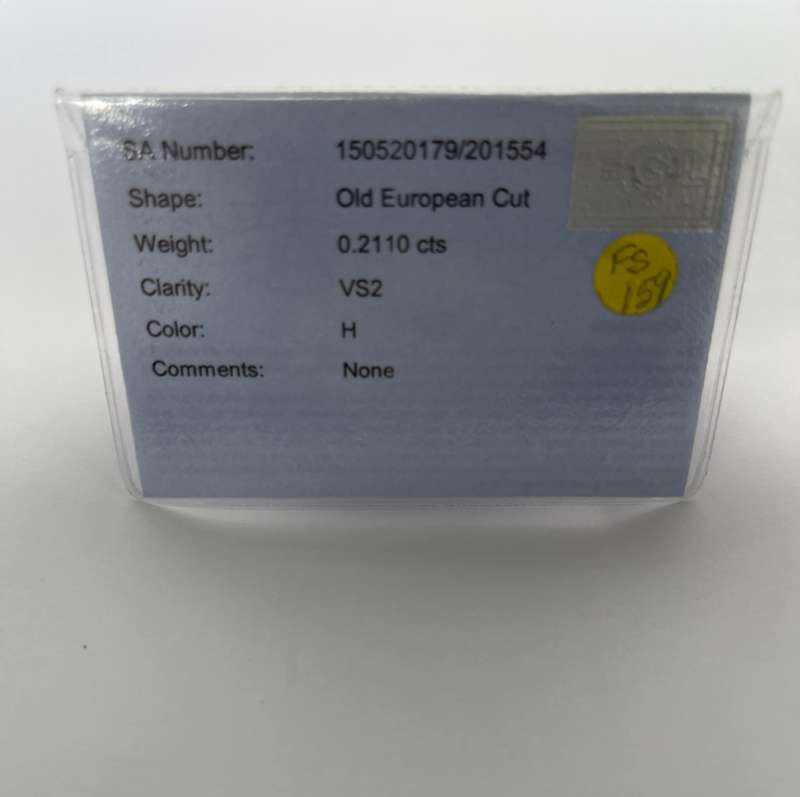 SA Number: 150520179/201554
Shape: Old European Cut
Weight: 0.2110 cts
Clarity: VS2
Color: H
Comments: None
FS
159